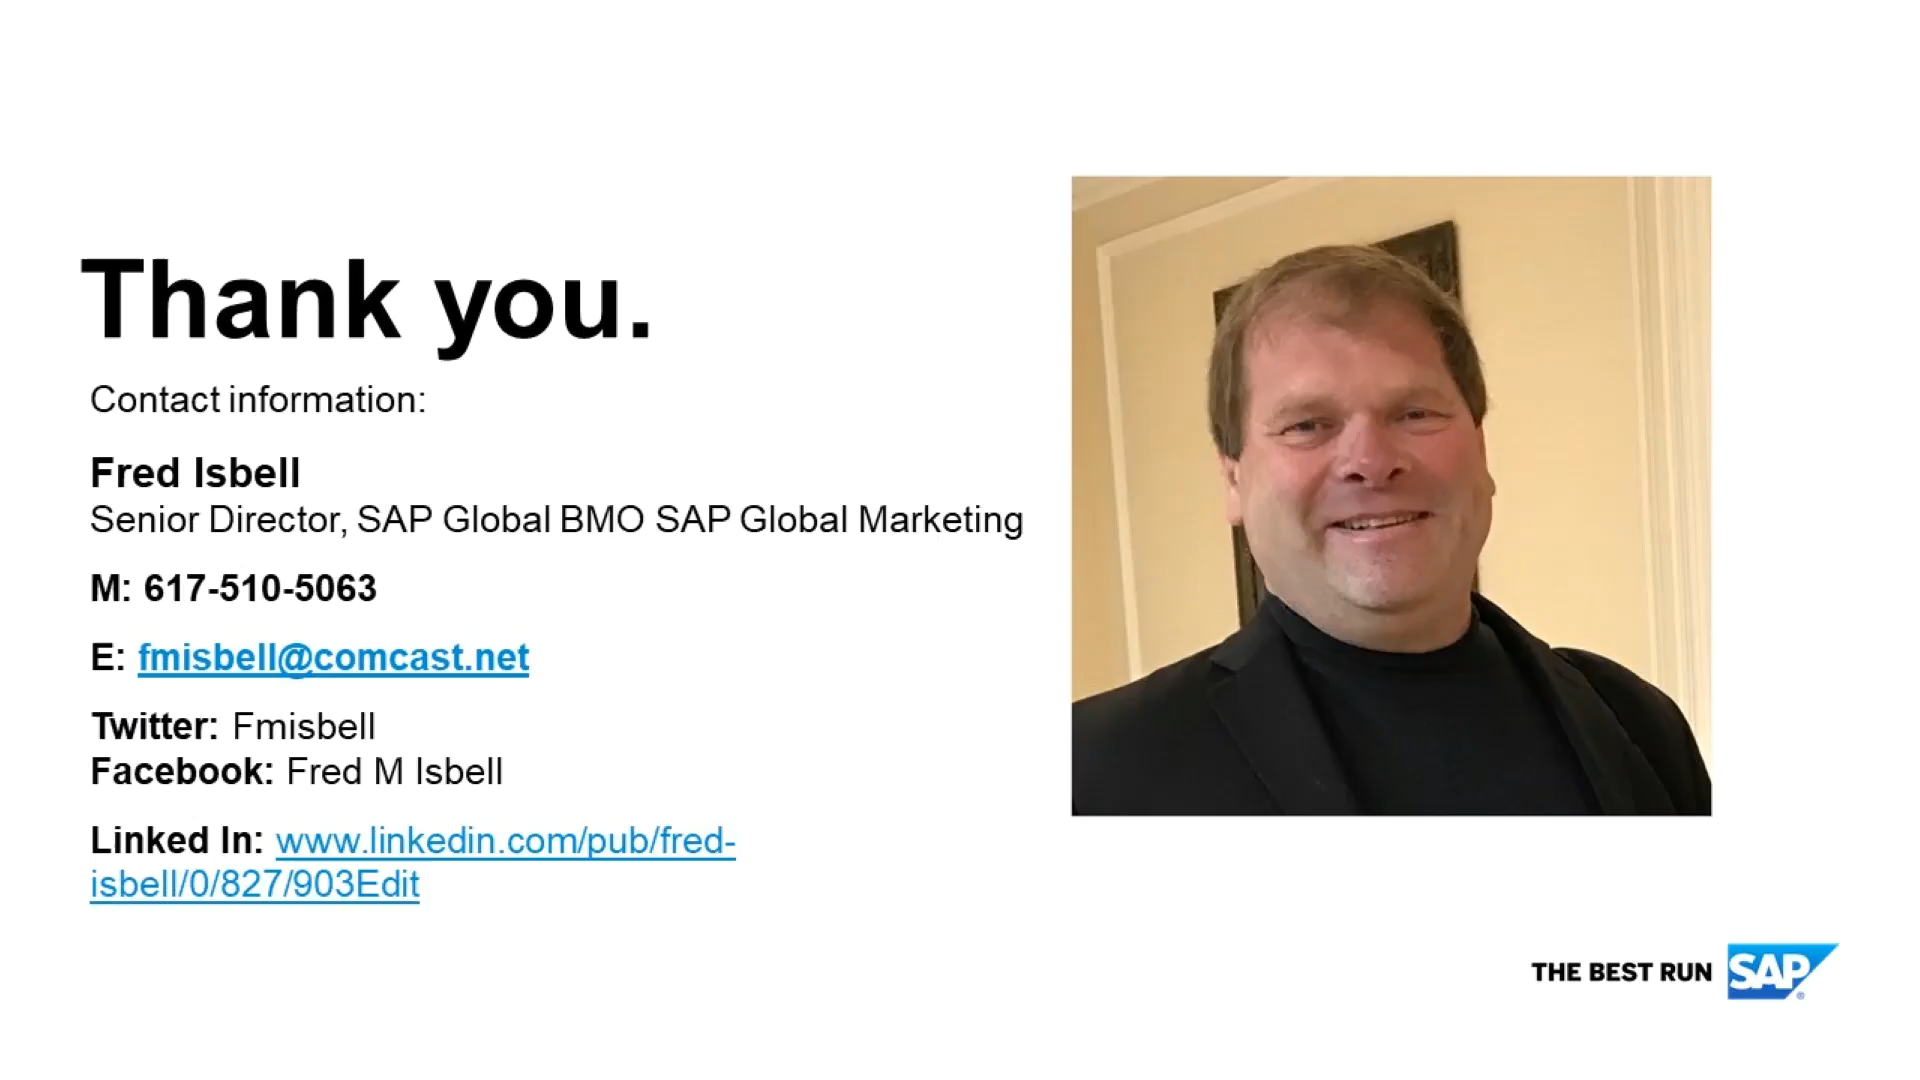 Thank you.
Contact information:
Fred Isbell
Senior Director, SAP Global BMO SAP Global Marketing
M: 617-510-5063
E: fmisbell@comcast.net
Twitter: Fmisbell
Facebook: Fred M Isbell
Linked In: www.linkedin.com/pub/fred-
isbell/0/827/903Edit
THE BEST RUN SAP®